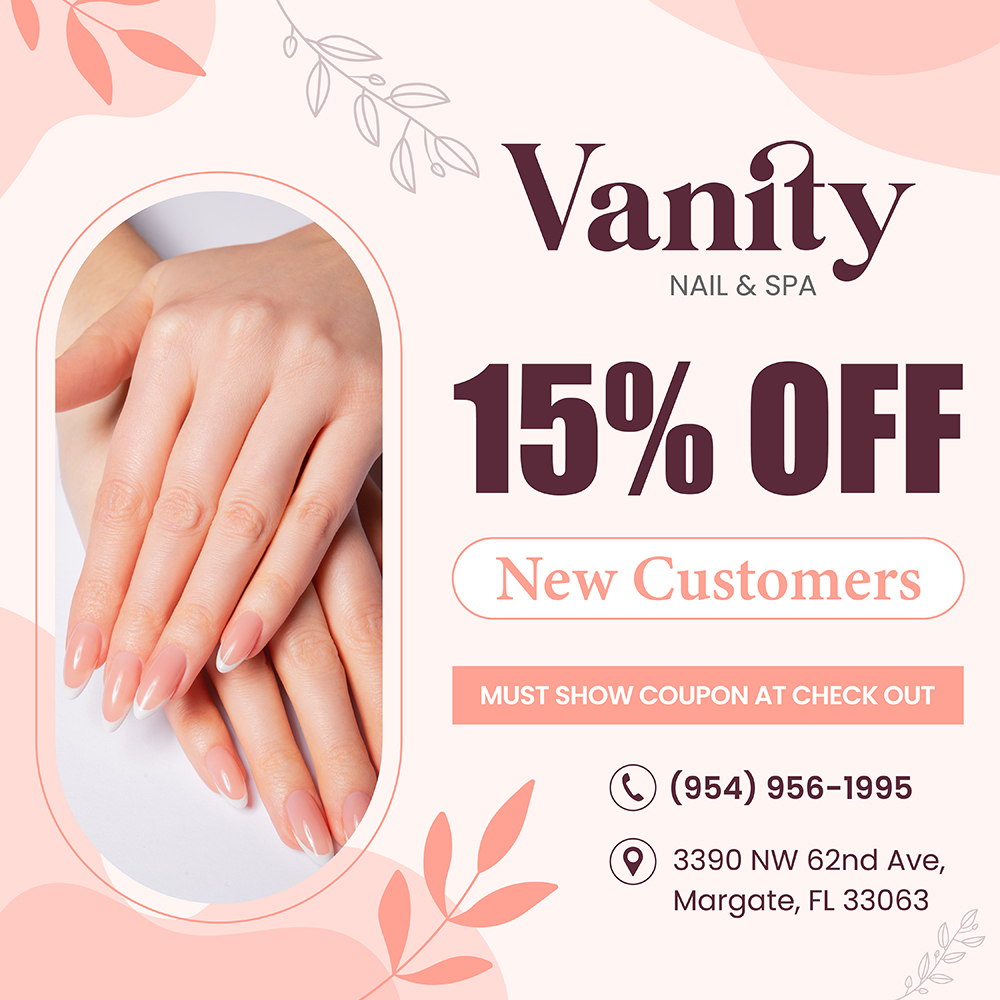 Vanity
NAIL & SPA
15% OFF
New Customers
MUST SHOW COUPON AT CHECK OUT
(954) 956-1995
3390 NW 62nd Ave,
Margate, FL 33063